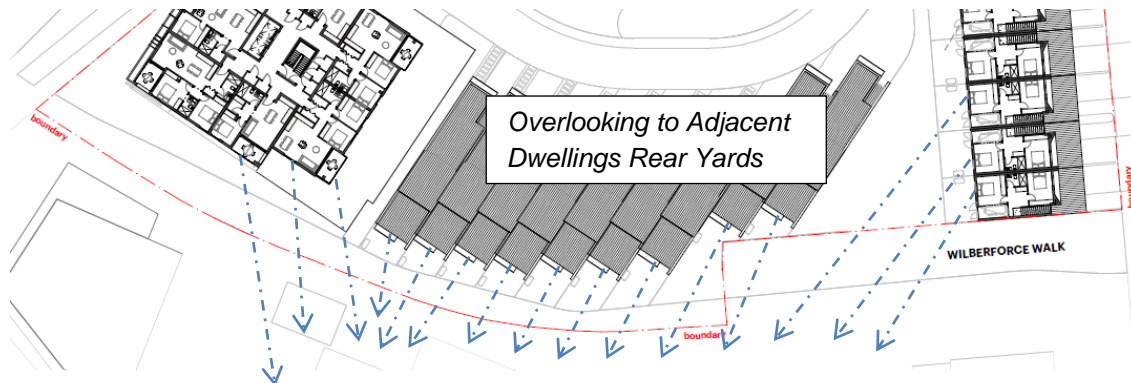 Overlooking to Adjacent
Dwellings Rear Yards
boundary
boundary
WILBERFORCE WALK
boundary